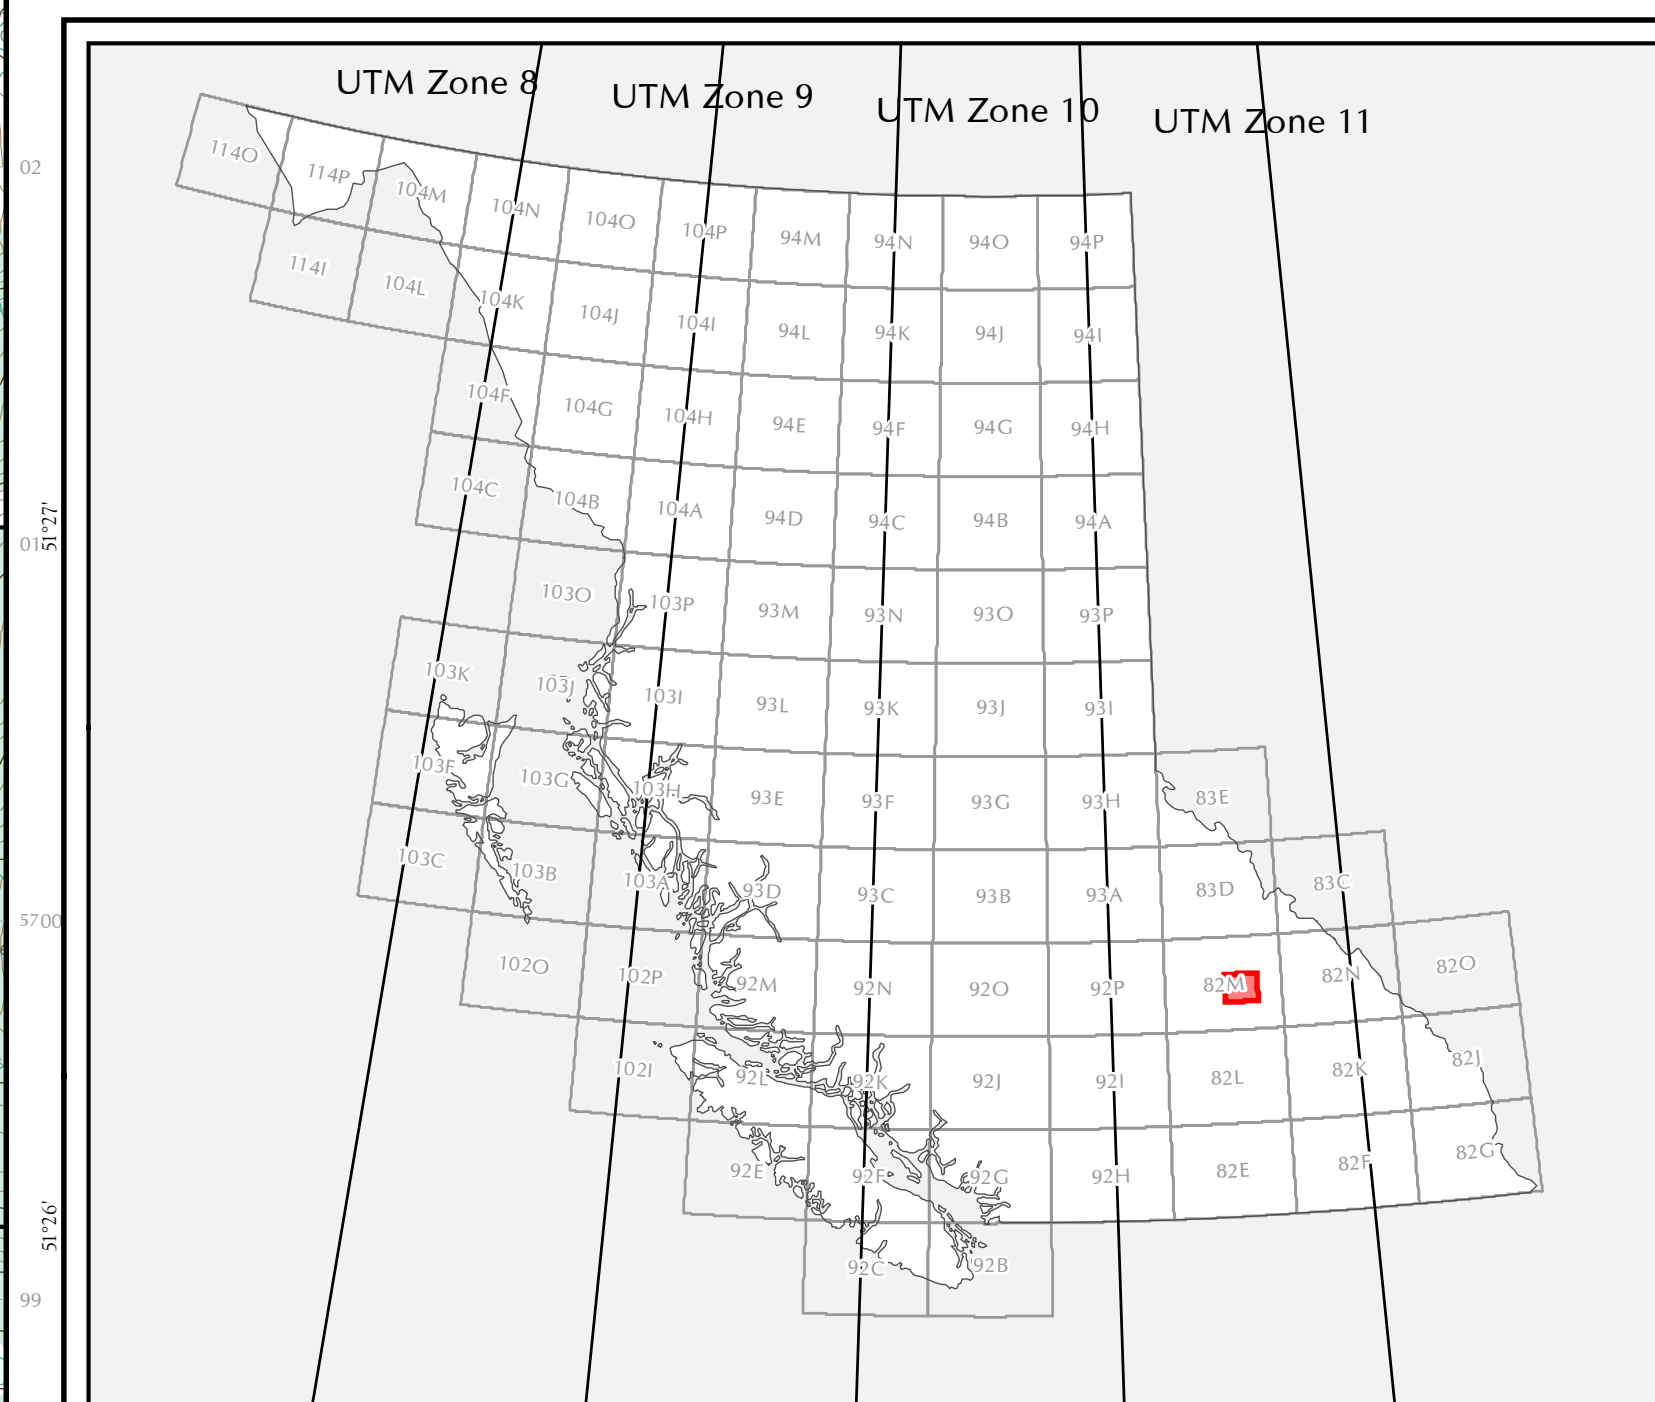 UTM Zone 8
UTM Zone 9
UTM Zone 10
UTM Zone 11
02
01
5700
99
51°27'
51°26'
114O 114P 104M 104N 104O 104P 94M 94N 94O 94P
114I 104L 104K 104J 104I 94L 94K 94J 94I
104F 104G 104H 94E 94F 94G 94H
104C 104B 104A 94D 94C 94B 94A
103O 103P 93M 93N 93O 93P
103K 103J 103I 93L 93K 93J 93I
103F 103G 103H 93E 93F 93G 93H 83E
103C 103B 103A 93D 93C 93B 93A 83D 83C
102O 102P 92M 92N 92O 92P 82M 82N 82O
102I 92L 92K 92J 92I 82L 82K 82J
92E 92F 92G 92H 82E 82F 82G
92C 92B